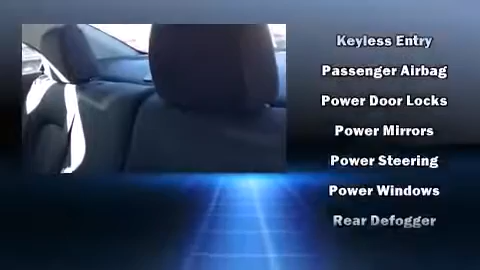 Keyless Entry
Passenger Airbag
Power Door Locks
Power Mirrors
Power Steering
Power Windows
Rear Defogger